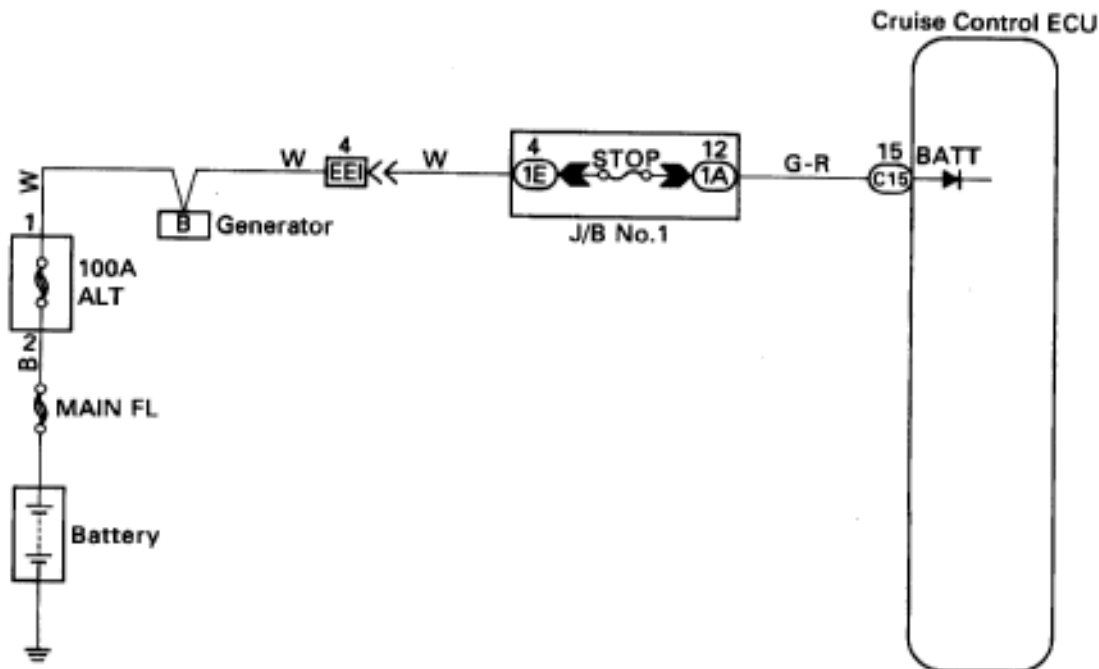 Cruise Control ECU
W
1
100A
ALT
2
B
MAIN FL
Battery
B
Generator
W
4
EE1
W
4
1E
STOP
12
1A
J/B No.1
G-R
15
C15
BATT